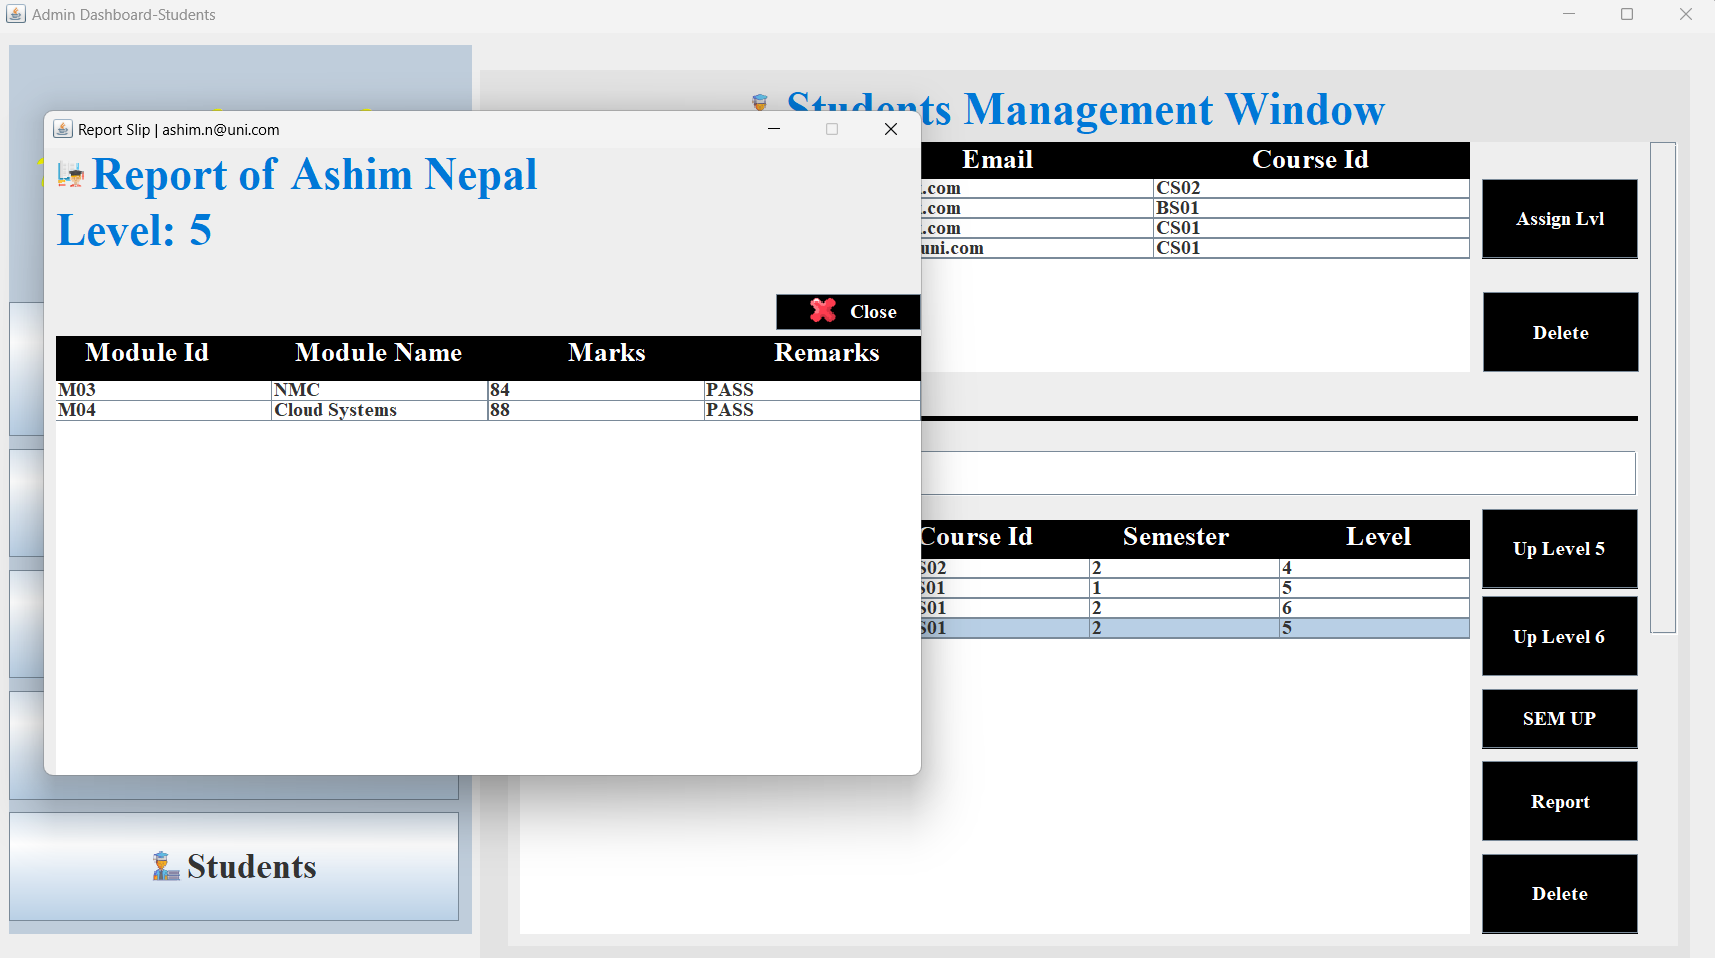 Admin Dashboard-Students
Students Management Window
Report Slip | ashim.n@uni.com
Report of Ashim Nepal
Level: 5
Close
Module Id Module Name Marks Remarks
M03 NMC 84 PASS
M04 Cloud Systems 88 PASS
Email Course Id
.com CS02
.com BS01
.com CS01
uni.com CS01
Assign Lvl
Delete
Course Id Semester Level
S02 2 4
S01 1 5
S01 2 6
S01 2 5
Up Level 5
Up Level 6
SEM UP
Report
Delete
Students